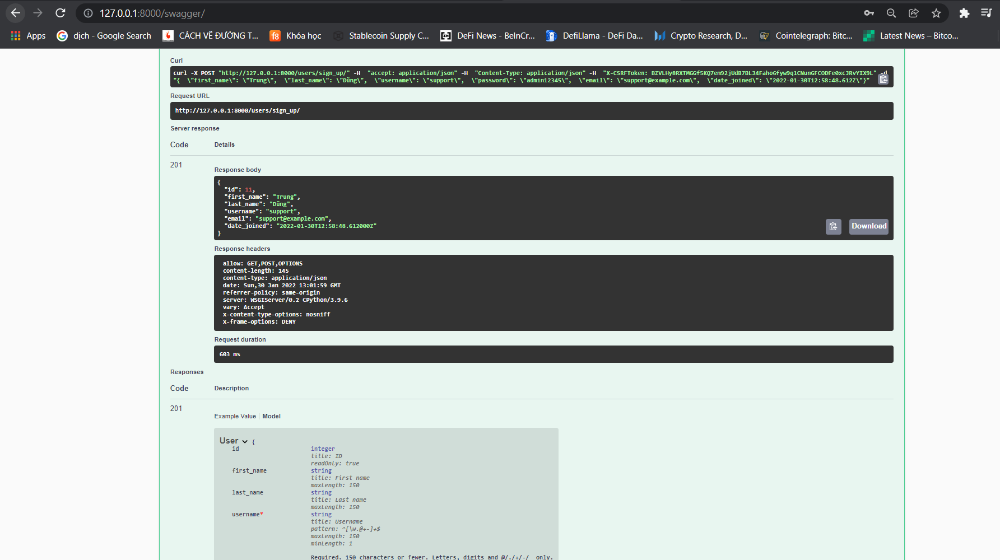 127.0.0.1:8000/swagger/
Apps
dịch - Google Search
CÁCH VẼ ĐƯỜNG T...
f8 Khóa học
Stablecoin Supply C...
DeFi News - BeInCr...
DefiLlama - DeFi Da...
Crypto Research, D...
Cointelegraph: Bitc...
Latest News – Bitco...
Curl
curl -X POST "http://127.0.0.1:8000/users/sign_up/" -H  "accept: application/json" -H  "Content-Type: application/json" -H  "X-CSRFToken: BZVLHy8RXTMGGf5KQ7em92jUdB7BLJ4Faho6fyw9q1CNunGFCODFe0xcJRvYIX9L" -d
"{  \"first_name\": \"Trung\",  \"last_name\": \"Dũng\",  \"username\": \"support\",  \"password\": \"admin12345\",  \"email\": \"support@example.com\",  \"date_joined\": \"2022-01-30T12:58:48.612Z\"}"
Request URL
http://127.0.0.1:8000/users/sign_up/
Server response
Code Details
201
Response body
{
"id": 11,
"first_name": "Trung",
"last_name": "Dũng",
"username": "support",
"email": "support@example.com",
"date_joined": "2022-01-30T12:58:48.612000Z"
}
Download
Response headers
allow: GET,POST,OPTIONS
content-length: 145
content-type: application/json
date: Sun,30 Jan 2022 13:01:59 GMT
referrer-policy: same-origin
server: WSGIServer/0.2 CPython/3.9.6
vary: Accept
x-content-type-options: nosniff
x-frame-options: DENY
Request duration
603 ms
Responses
Code Description
201
Example Value Model
User {
id integer
title: ID
readOnly: true
first_name string
title: First name
maxLength: 150
last_name string
title: Last name
maxLength: 150
username* string
title: Username
pattern: ^[\w.@+-]+$
maxLength: 150
minLength: 1
Required. 150 characters or fewer. Letters, digits and @/./+/-/_ only.